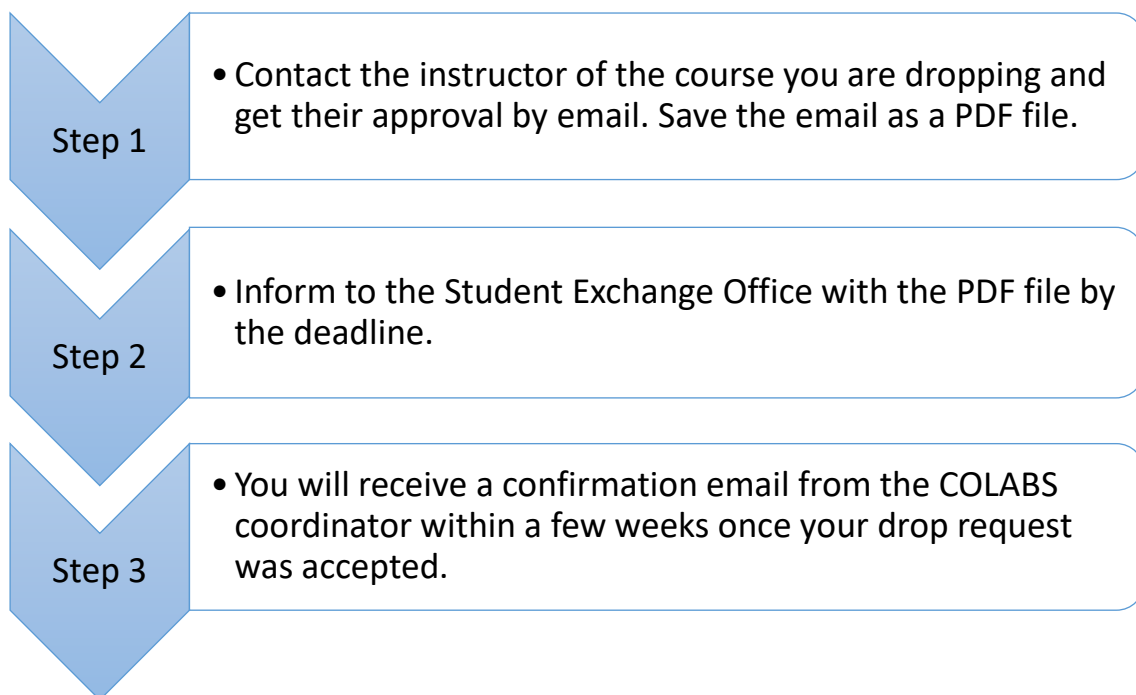 Step 1
• Contact the instructor of the course you are dropping and
get their approval by email. Save the email as a PDF file.
Step 2
• Inform to the Student Exchange Office with the PDF file by
the deadline.
Step 3
• You will receive a confirmation email from the COLABS
coordinator within a few weeks once your drop request
was accepted.